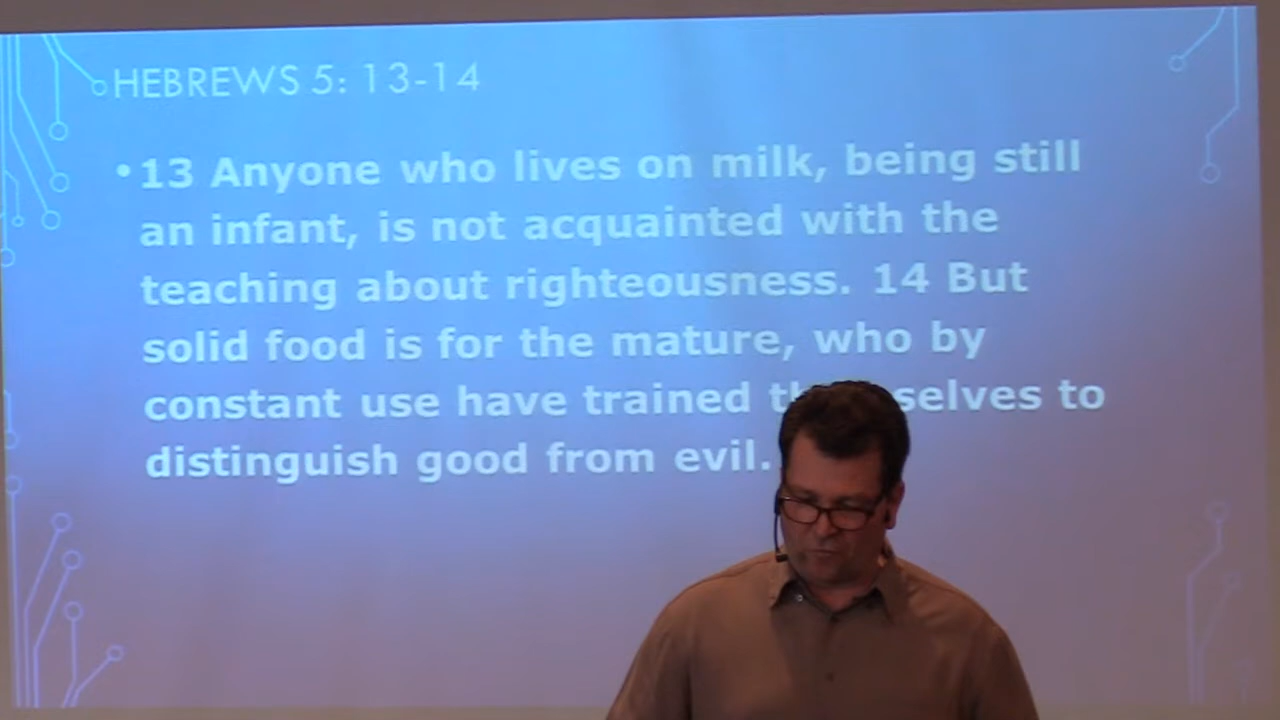 HEBREWS 5: 13-14
•13 Anyone who lives on milk, being still
an infant, is not acquainted with the
teaching about righteousness. 14 But
solid food is for the mature, who by
constant use have trained th selves to
distinguish good from evil.